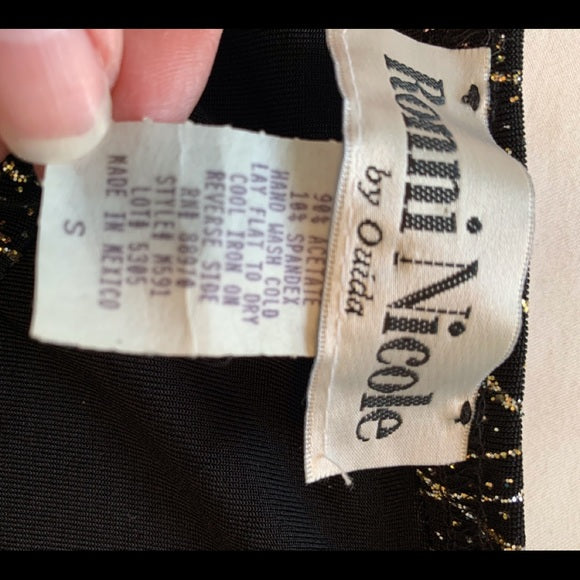 Ronni Nicole
by Ouida
90% ACETATE
10% SPANDEX
HAND WASH COLD
LAY FLAT TO DRY
COOL IRON ON
REVERSE SIDE
RN# 88970
STYLE# M591
LOT# 5305
MADE IN MEXICO
S